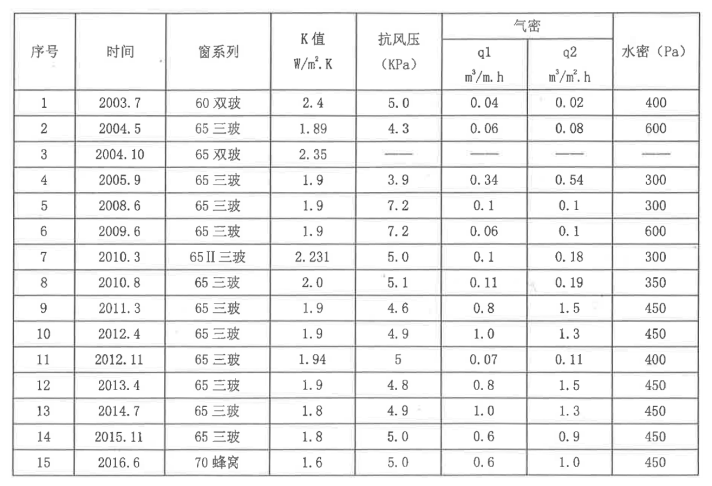 序号 时间 窗系列 K 值 W/m².K 抗风压 (KPa) 气密 水密 (Pa)
q1 m³/m.h q2 m³/m².h
1 2003.7 60 双玻 2.4 5.0 0.04 0.02 400
2 2004.5 65 三玻 1.89 4.3 0.06 0.08 600
3 2004.10 65 双玻 2.35 —— —— —— ——
4 2005.9 65 三玻 1.9 3.9 0.34 0.54 300
5 2008.6 65 三玻 1.9 7.2 0.1 0.1 300
6 2009.6 65 三玻 1.9 7.2 0.06 0.1 600
7 2010.3 65Ⅱ三玻 2.231 5.0 0.1 0.18 300
8 2010.8 65 三玻 2.0 5.1 0.11 0.19 350
9 2011.3 65 三玻 1.9 4.6 0.8 1.5 450
10 2012.4 65 三玻 1.9 4.9 1.0 1.3 450
11 2012.11 65 三玻 1.94 5 0.07 0.11 400
12 2013.4 65 三玻 1.9 4.8 0.8 1.5 450
13 2014.7 65 三玻 1.8 4.9 1.0 1.3 450
14 2015.11 65 三玻 1.8 5.0 0.6 0.9 450
15 2016.6 70 蜂窝 1.6 5.0 0.6 1.0 450